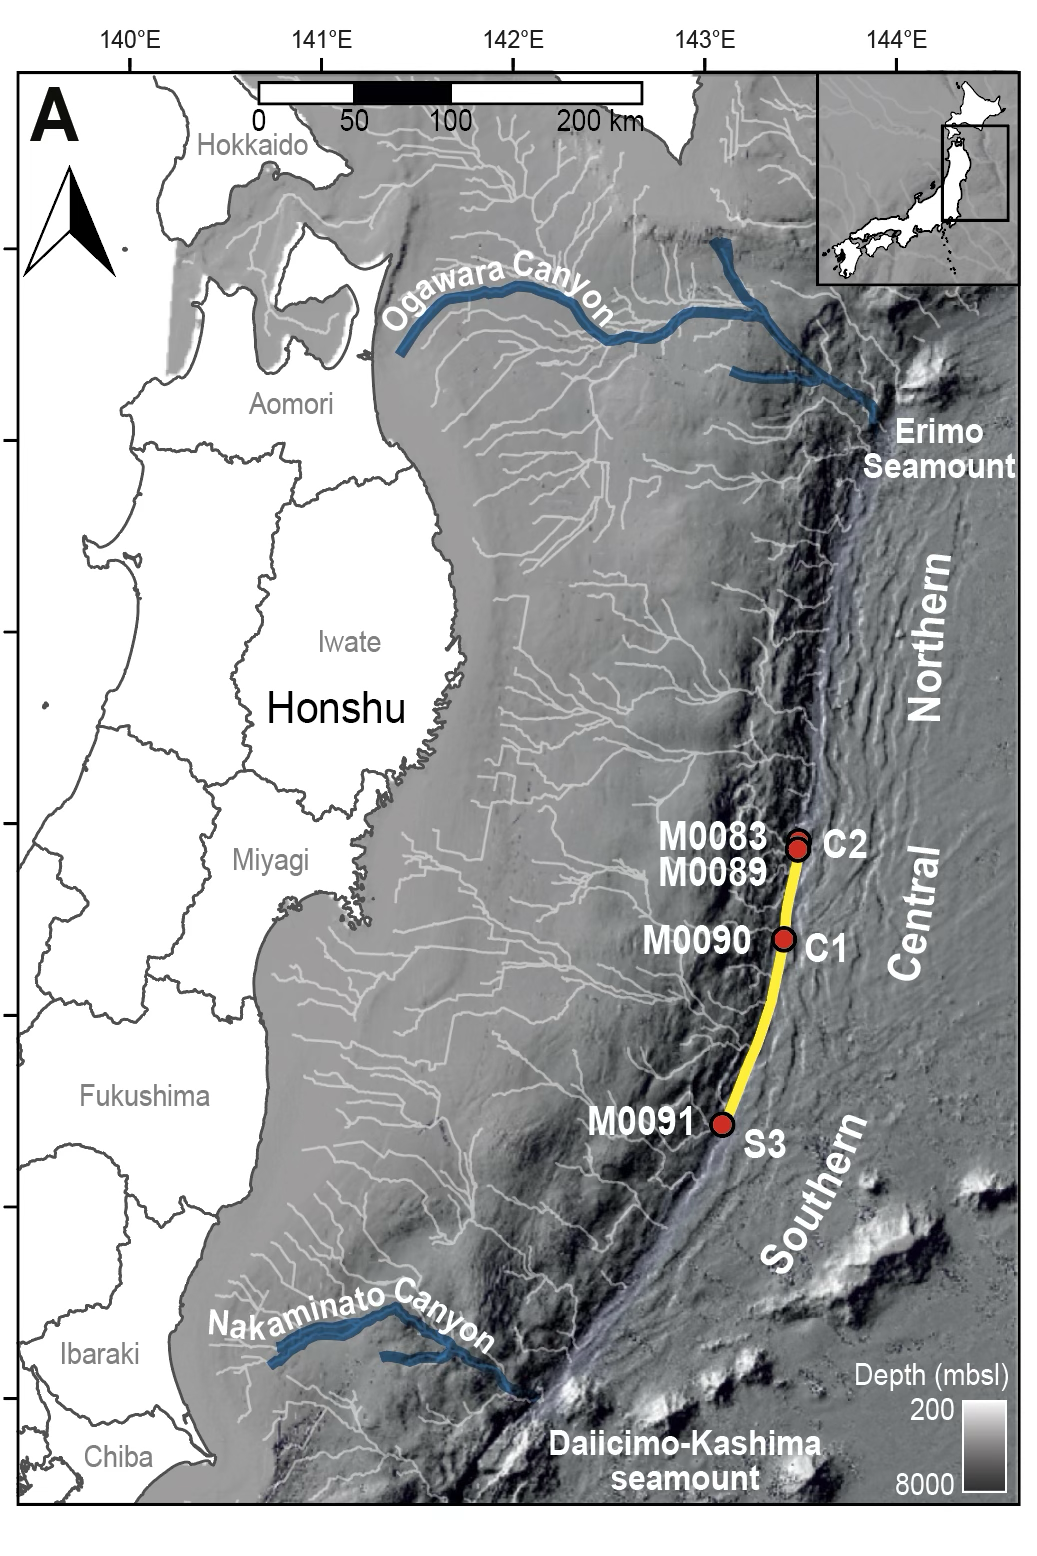 140°E 141°E 142°E 143°E 144°E
A
0 50 100 200 km
Hokkaido
Ogawara Canyon
Aomori
Erimo
Seamount
Northern
Iwate
Honshu
M0083
C2
M0089
Miyagi
Central
M0090
C1
Fukushima
M0091
S3
Southern
Nakaminato Canyon
Ibaraki
Depth (mbsl)
200
8000
Daiicimo-Kashima
seamount
Chiba